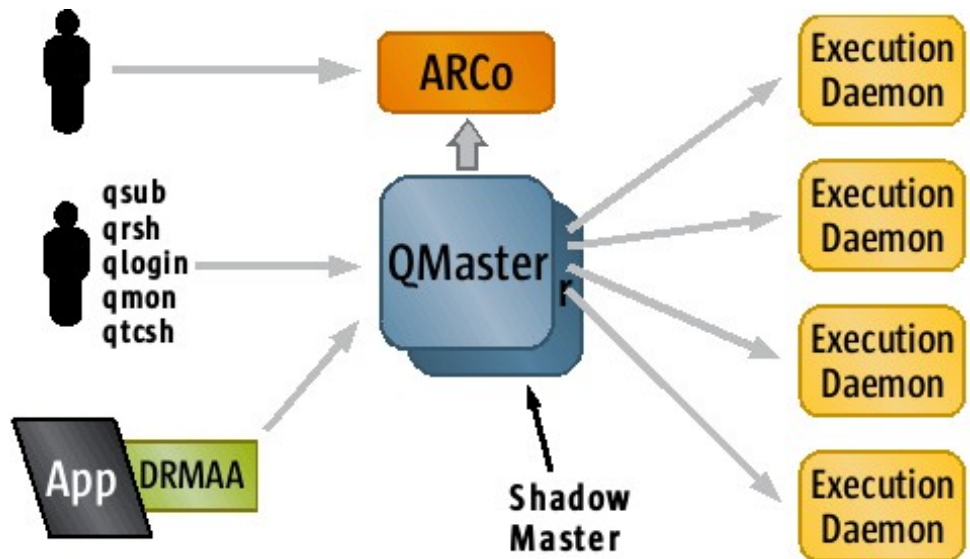 ARCo
Execution
Daemon
qsub
qrsh
qlogin
qmon
qtcsh
QMaster
r
Execution
Daemon
Execution
Daemon
App
DRMAA
Shadow
Master
Execution
Daemon